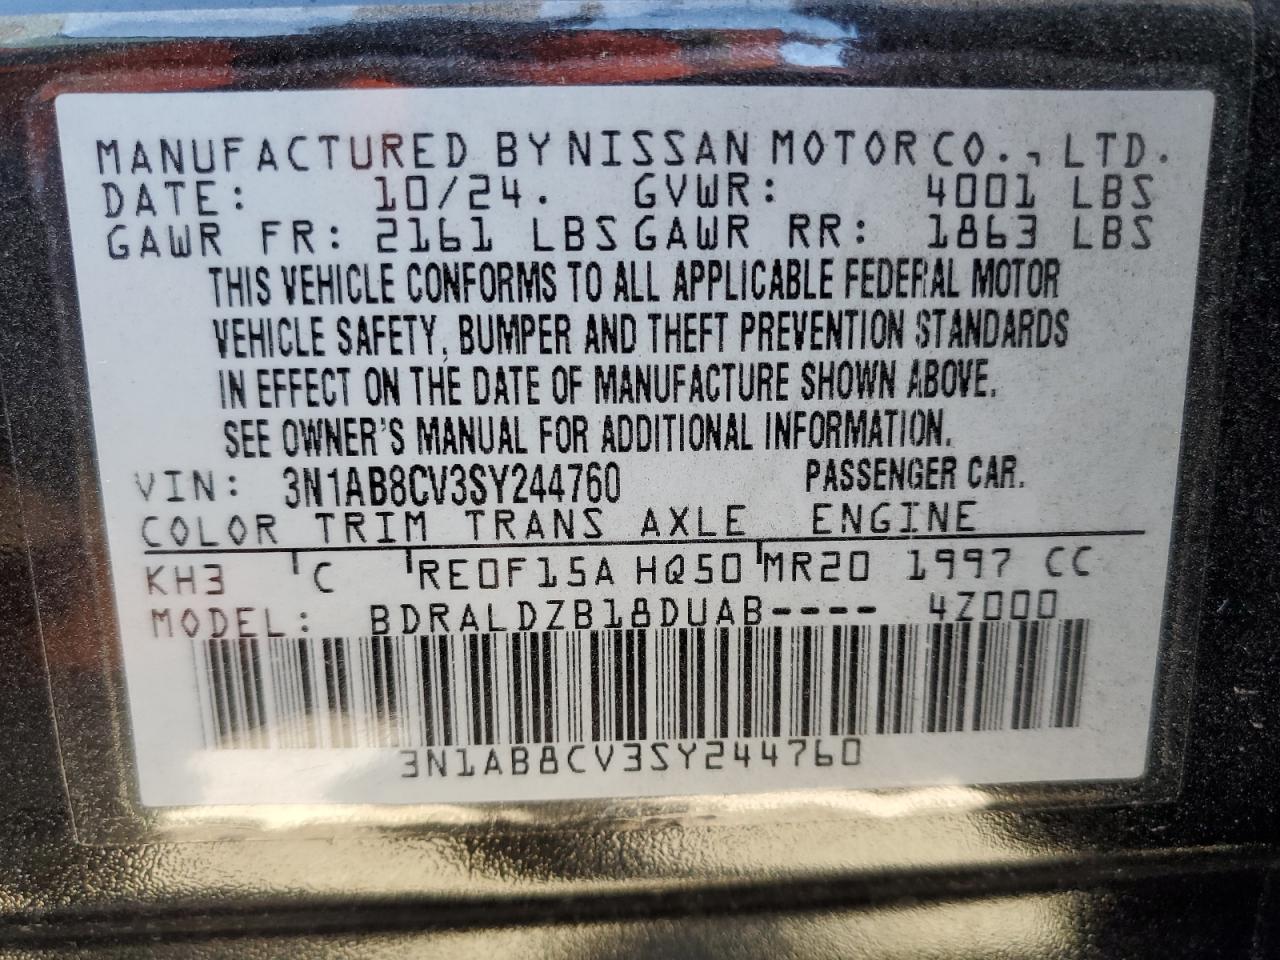 MANUFACTURED BY NISSAN MOTOR CO., LTD.
DATE: 10/24. GVWR: 4001 LBS
GAWR FR: 2161 LBS GAWR RR: 1863 LBS
THIS VEHICLE CONFORMS TO ALL APPLICABLE FEDERAL MOTOR
VEHICLE SAFETY, BUMPER AND THEFT PREVENTION STANDARDS
IN EFFECT ON THE DATE OF MANUFACTURE SHOWN ABOVE.
SEE OWNER'S MANUAL FOR ADDITIONAL INFORMATION.
VIN: 3N1AB8CV3SY244760 PASSENGER CAR.
COLOR TRIM TRANS AXLE ENGINE
KH3 C RE0F15A HQ50 MR20 1997 CC
MODEL: BDRALDZB18DUAB---- 4Z000
3N1AB8CV3SY244760